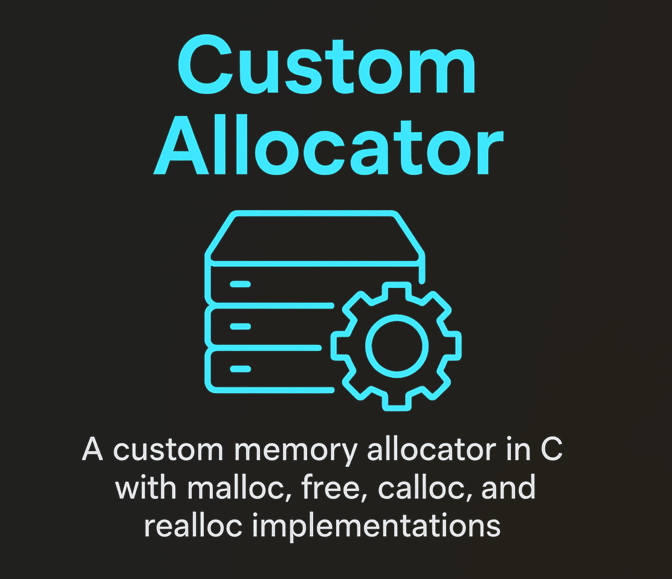 Custom
Allocator
A custom memory allocator in C
with malloc, free, calloc, and
realloc implementations